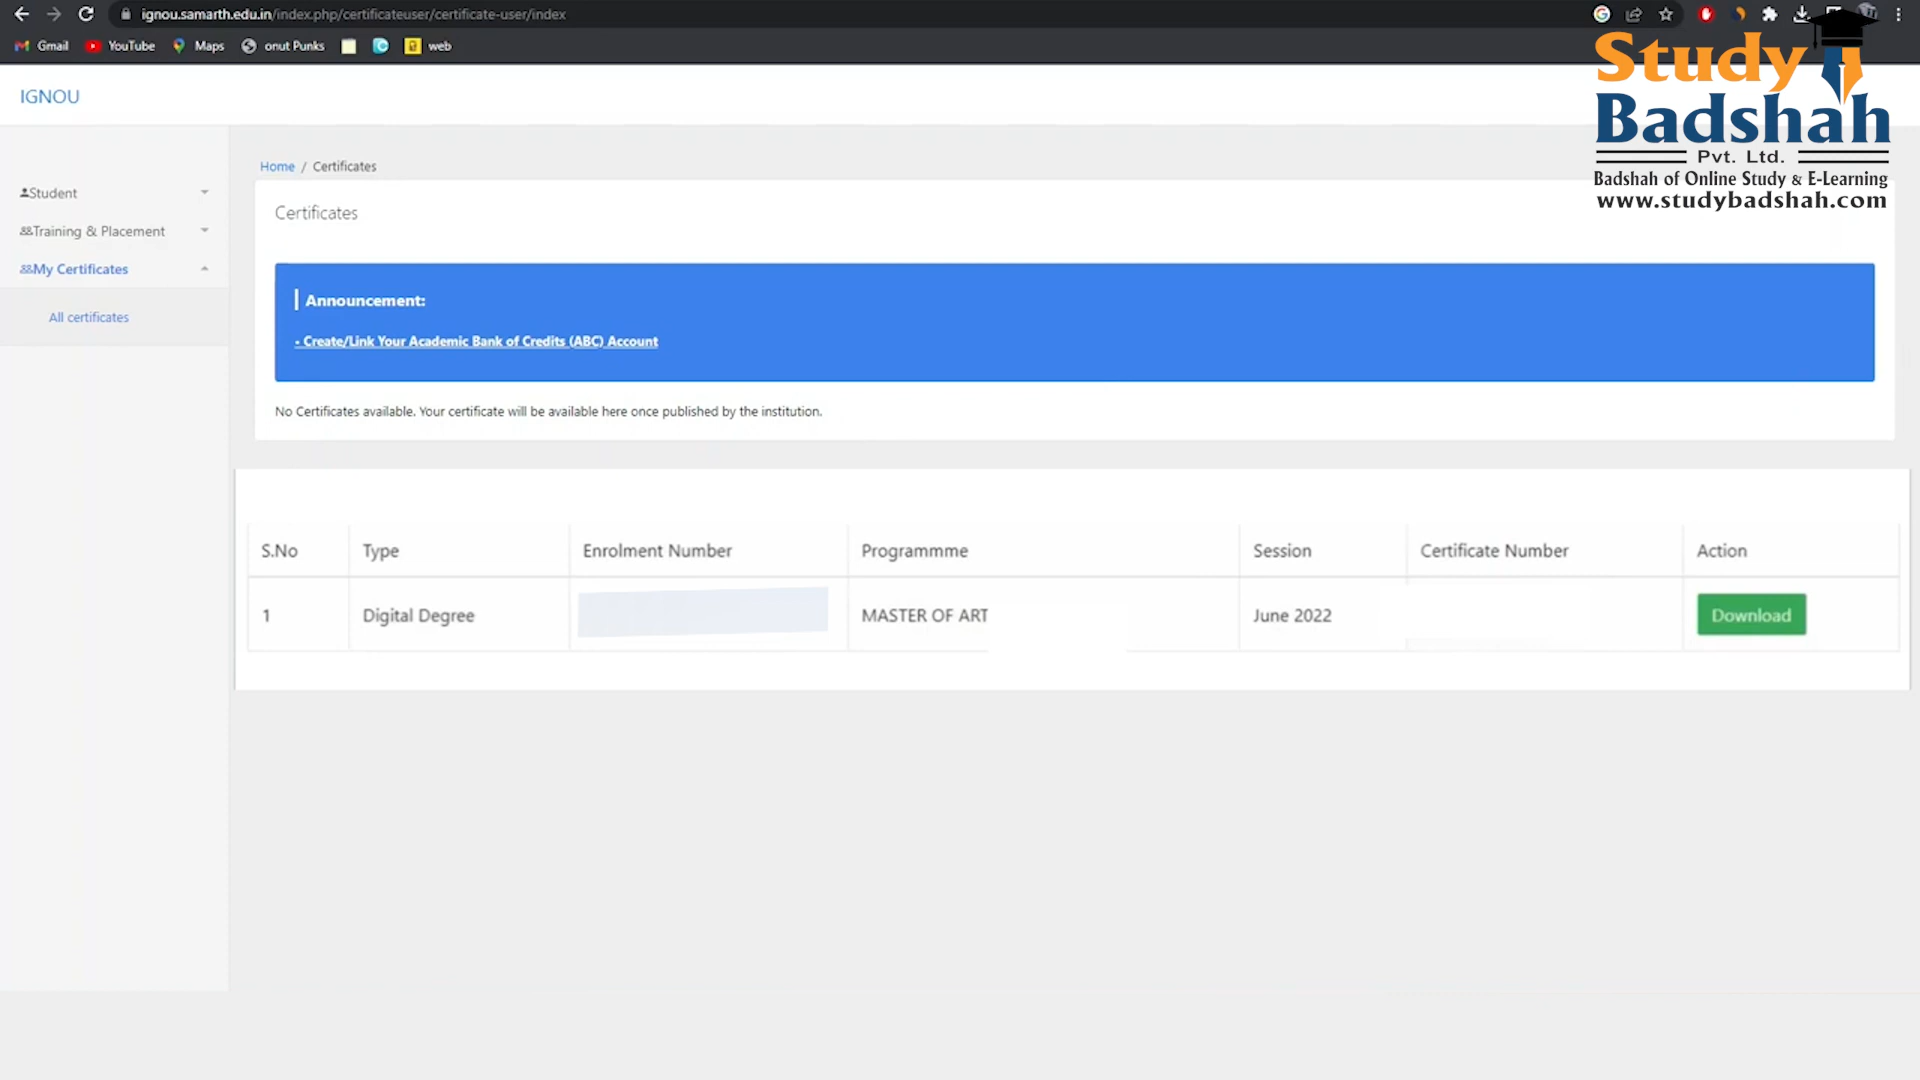 ignou.samarth.edu.in/index.php/certificateuser/certificate-user/index
Gmail YouTube Maps onut Punks web
Study
Badshah
Pvt. Ltd.
Badshah of Online Study & E-Learning
www.studybadshah.com
IGNOU
Student
Training & Placement
My Certificates
All certificates
Home / Certificates
Certificates
Announcement:
- Create/Link Your Academic Bank of Credits (ABC) Account
No Certificates available. Your certificate will be available here once published by the institution.
S.No Type Enrolment Number Programmme Session Certificate Number Action
1 Digital Degree MASTER OF ART June 2022 Download